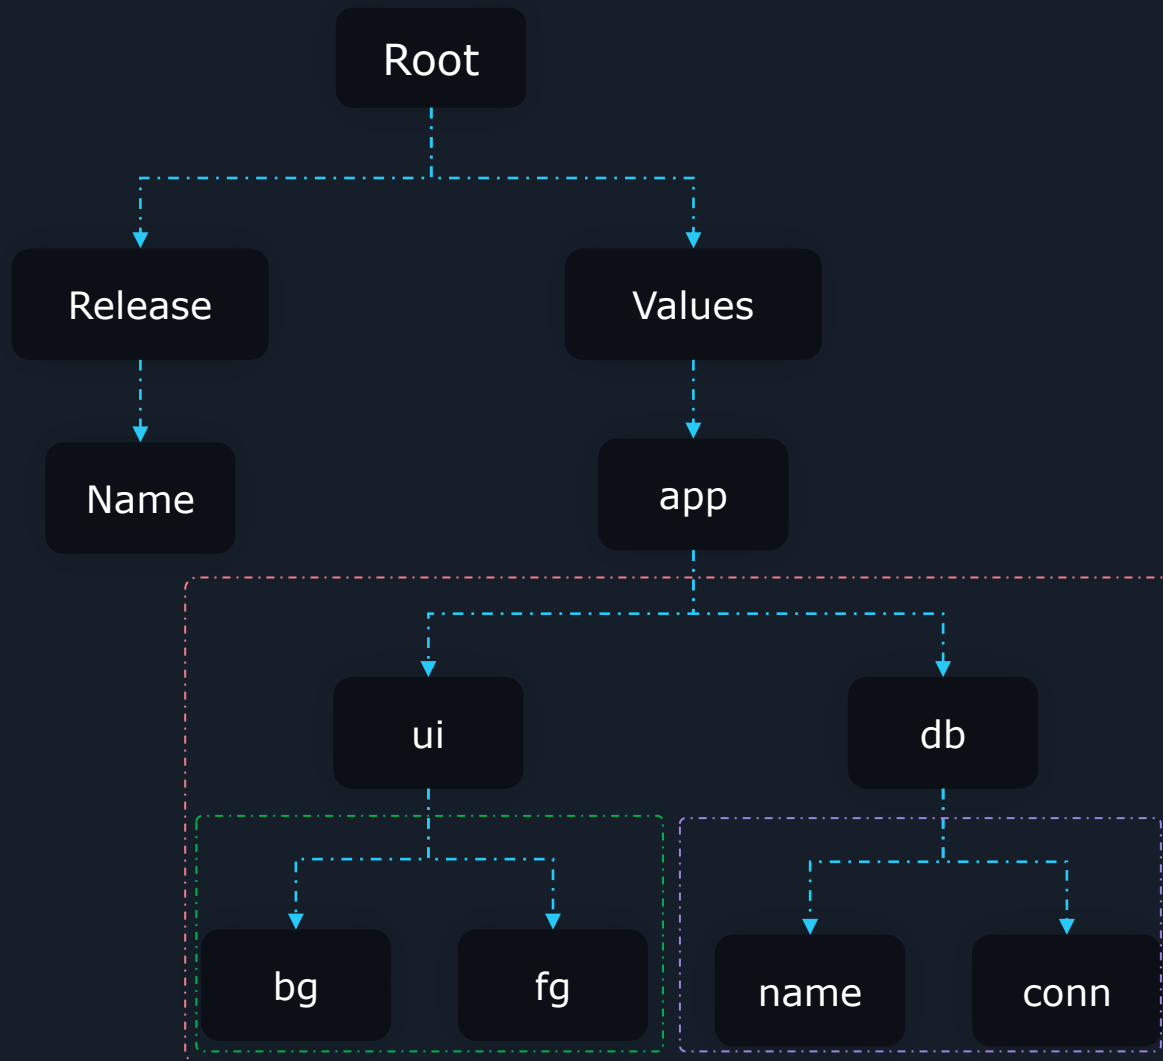 Root
Release
Values
Name
app
ui
db
bg
fg
name
conn